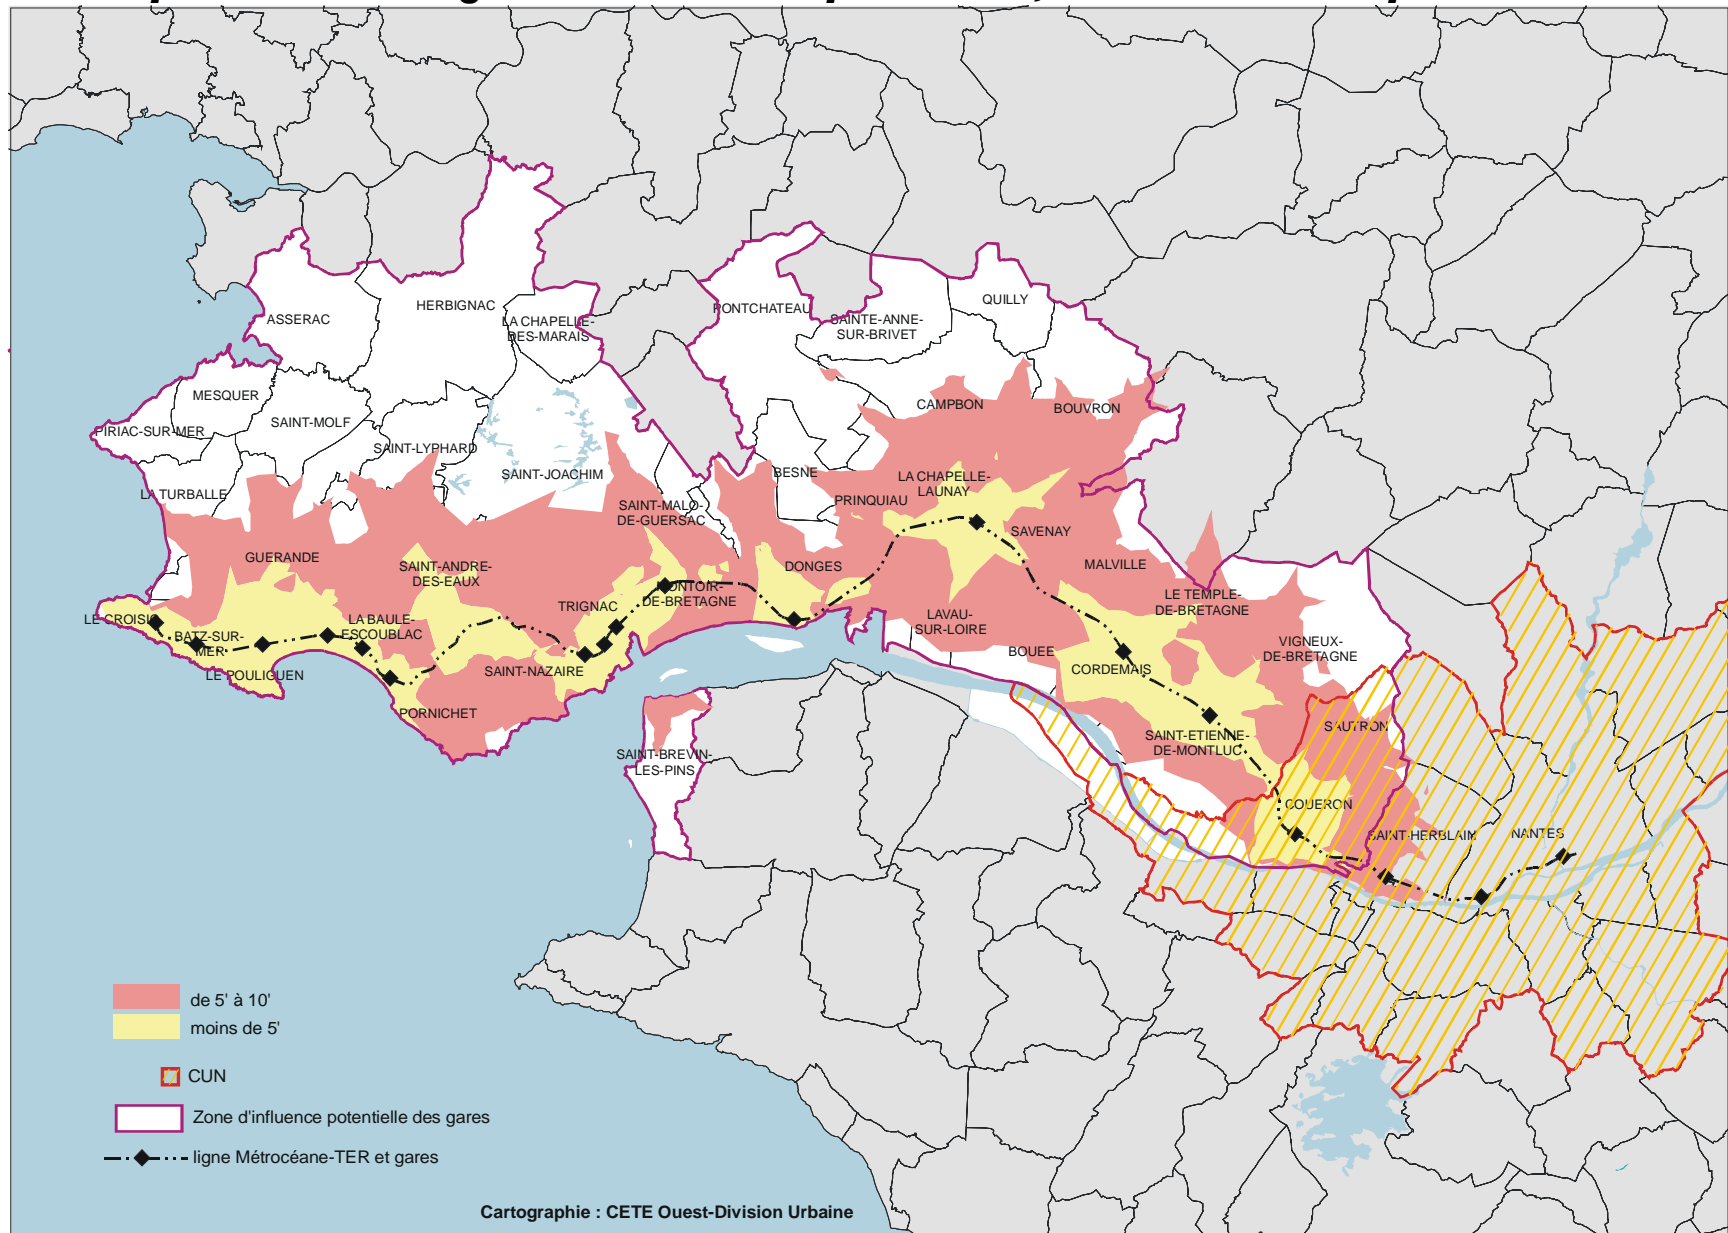 HERBIGNAC
ASSERAC
LA CHAPELLE-
DES-MARAIS
PONTCHATEAU
SAINTE-ANNE-
SUR-BRIVET
QUILLY
MESQUER
PIRIAC-SUR-MER
SAINT-MOLF
SAINT-LYPHARD
SAINT-JOACHIM
LA TURBALLE
CAMPBON
BOUVRON
BESNE
PRINQUIAU
LA CHAPELLE-
LAUNAY
SAINT-MALO-
DE-GUERSAC
SAVENAY
GUERANDE
SAINT-ANDRE-
DES-EAUX
DONGES
MALVILLE
TRIGNAC
MONTOIR-
DE-BRETAGNE
LE TEMPLE-
DE-BRETAGNE
LE CROISIC
BATZ-SUR-
MER
LA BAULE-
ESCOUBLAC
LAVAU-
SUR-LOIRE
BOUEE
VIGNEUX-
DE-BRETAGNE
LE POULIGUEN
SAINT-NAZAIRE
CORDEMAIS
PORNICHET
SAINT-BREVIN-
LES-PINS
SAINT-ETIENNE-
DE-MONTLUC
SAUTRON
COUERON
SAINT-HERBLAIN
NANTES
de 5' à 10'
moins de 5'
CUN
Zone d'influence potentielle des gares
ligne Métrocéane-TER et gares
Cartographie : CETE Ouest-Division Urbaine